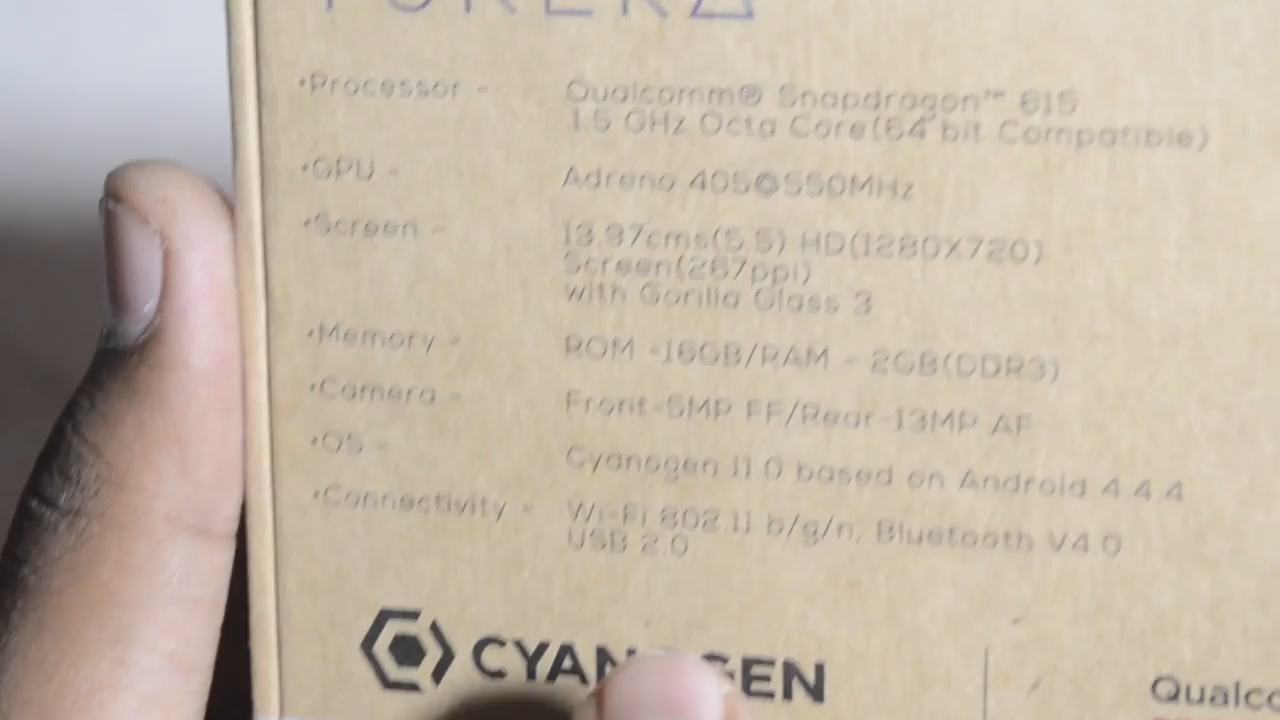 YUREKA
•Processor - Qualcomm® Snapdragon™ 615
1.5 GHz Octa Core(64 bit Compatible)
•GPU - Adreno 405@550MHz
•Screen - 13.97cms(5.5) HD(1280X720)
Screen(267ppi)
with Gorilla Glass 3
•Memory - ROM -16GB/RAM - 2GB(DDR3)
•Camera - Front-5MP FF/Rear-13MP AF
•OS - Cyanogen 11.0 based on Android 4.4.4
•Connectivity - Wi-Fi 802.11 b/g/n, Bluetooth V4.0
USB 2.0
CYANOGEN
Qualco